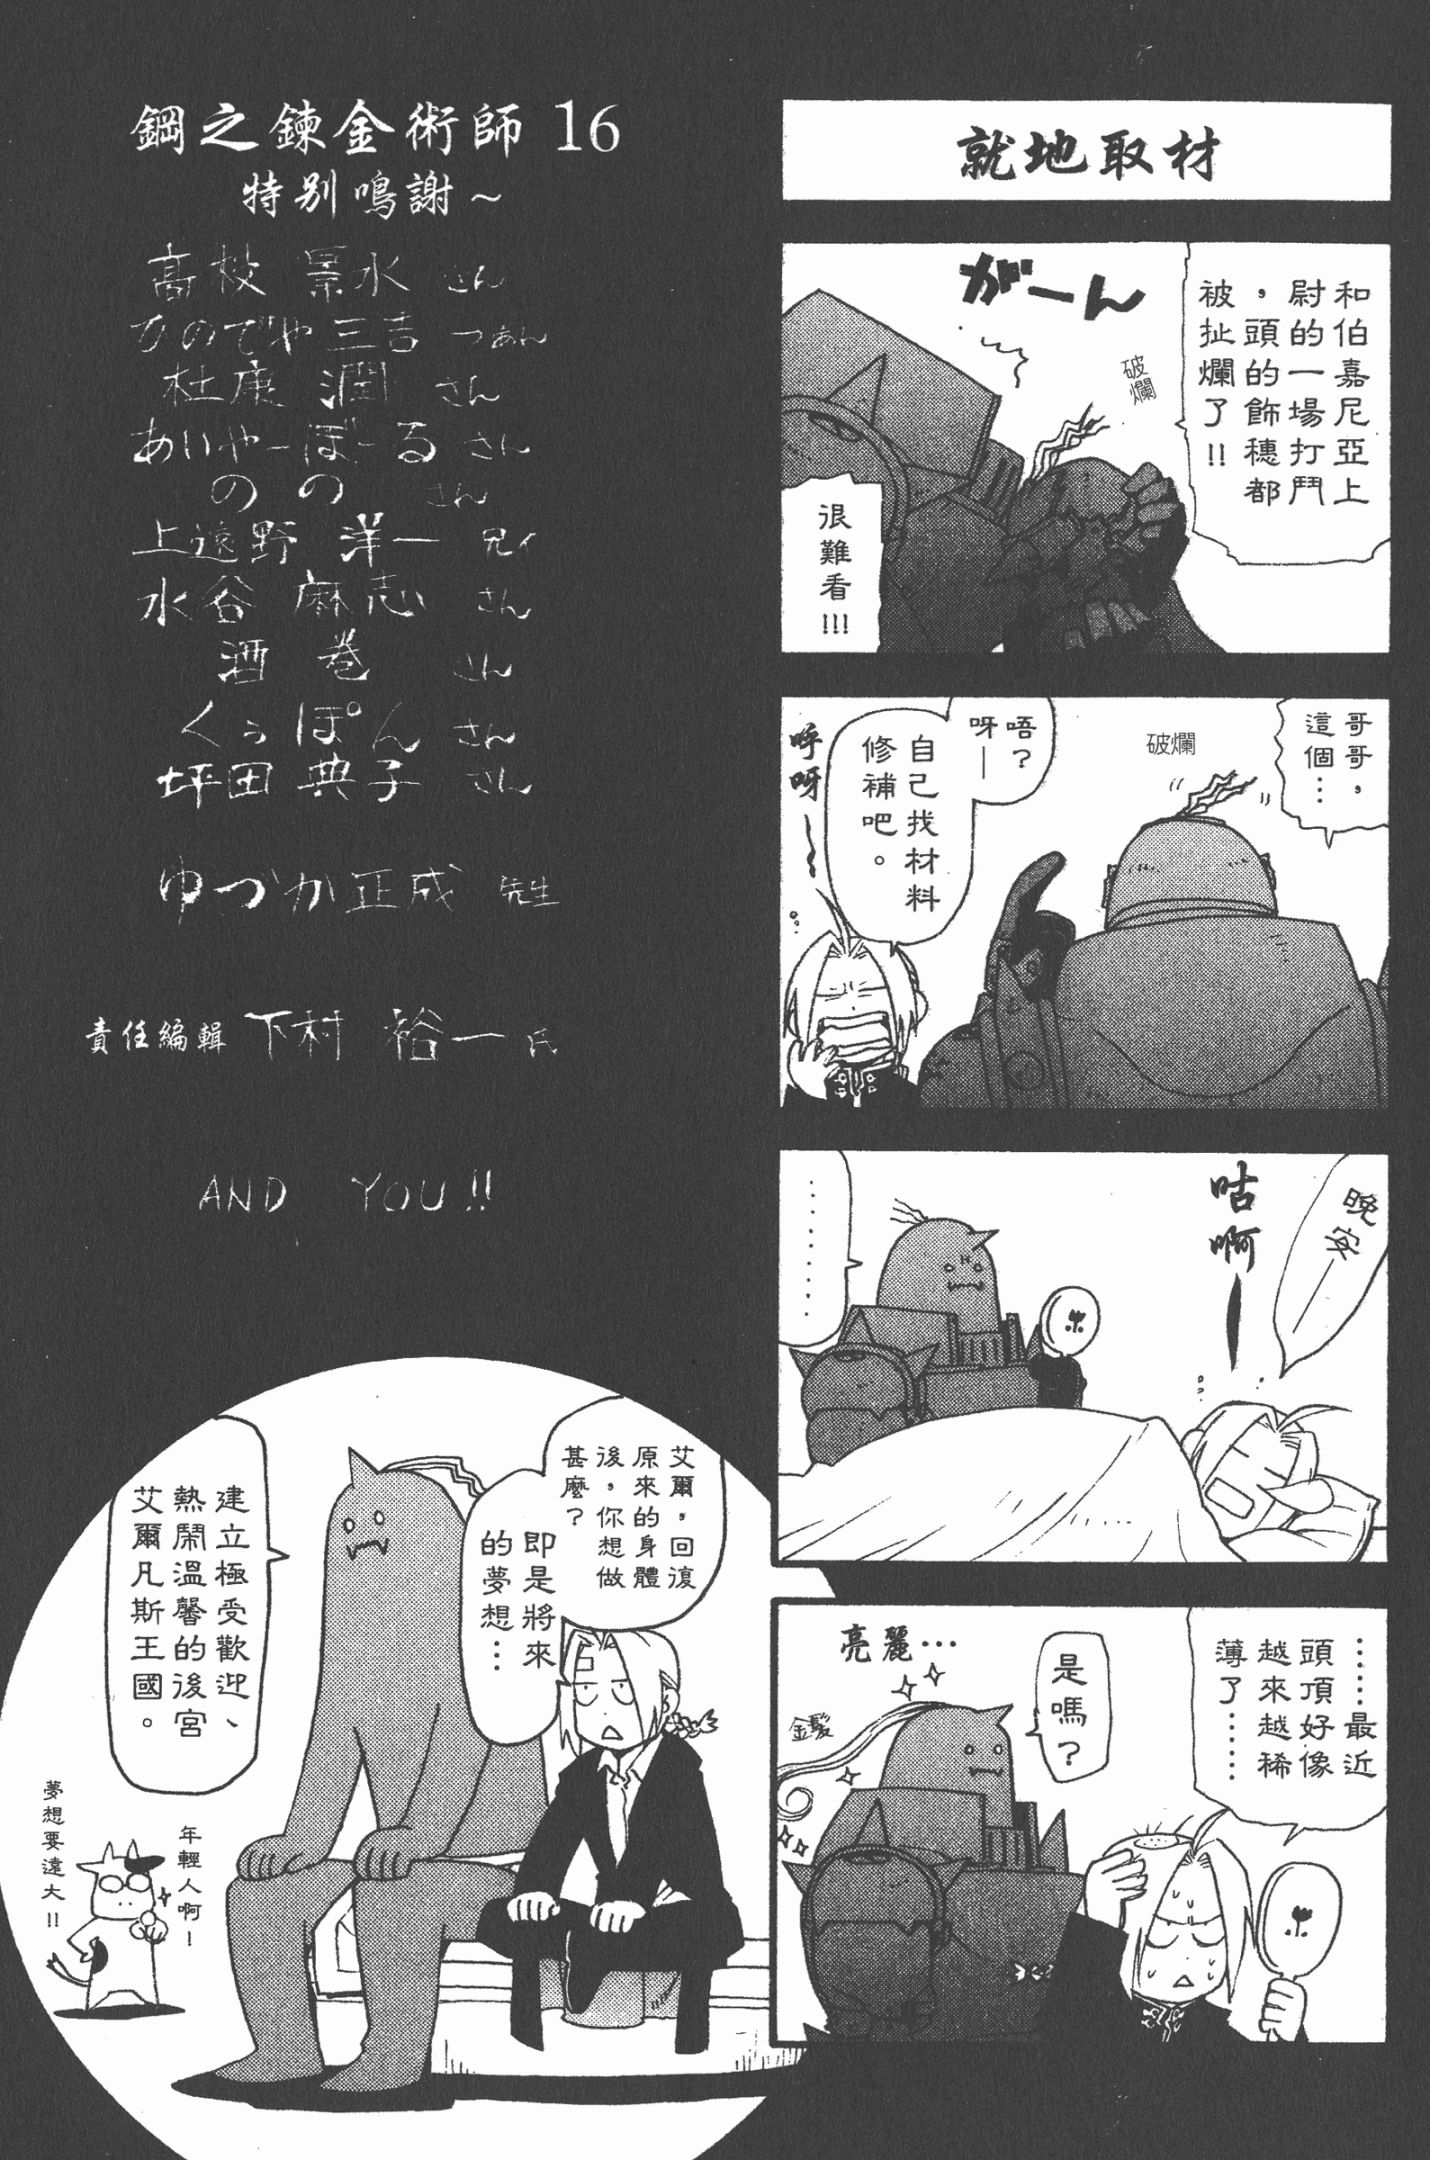 就地取材
和伯嘉尼亞上
尉的一場打鬥
，頭的飾穗都
被扯爛了!!
がーん
破爛
很難看!!!
哥哥，
這個…
破爛
唔？
呀—
自己找材料
修補吧。
呼呀～
晚安——
咕啊——
………
……最近
頭頂好像
越來越稀
薄了……
是嗎？
亮麗…
金髮
鋼之鍊金術師 16
特別鳴謝～
高枝 景水 さん
ひのでや三吉 つぁん
杜康 潤 さん
あいやーぼーる さん
のの さん
上遠野 洋一 兄ィ
水谷 麻志 さん
酒巻 さん
くぅぽん さん
坪田 典子 さん
ゆづか正成 先生
責任編輯 下村 裕一 氏
AND YOU!!
艾爾，回復
原來的身體
後，你想做
甚麼？
即是將來
的夢想…
建立極受歡迎、
熱鬧溫馨的後宮
艾爾凡斯王國。
年輕人啊！
夢想要遠大!!